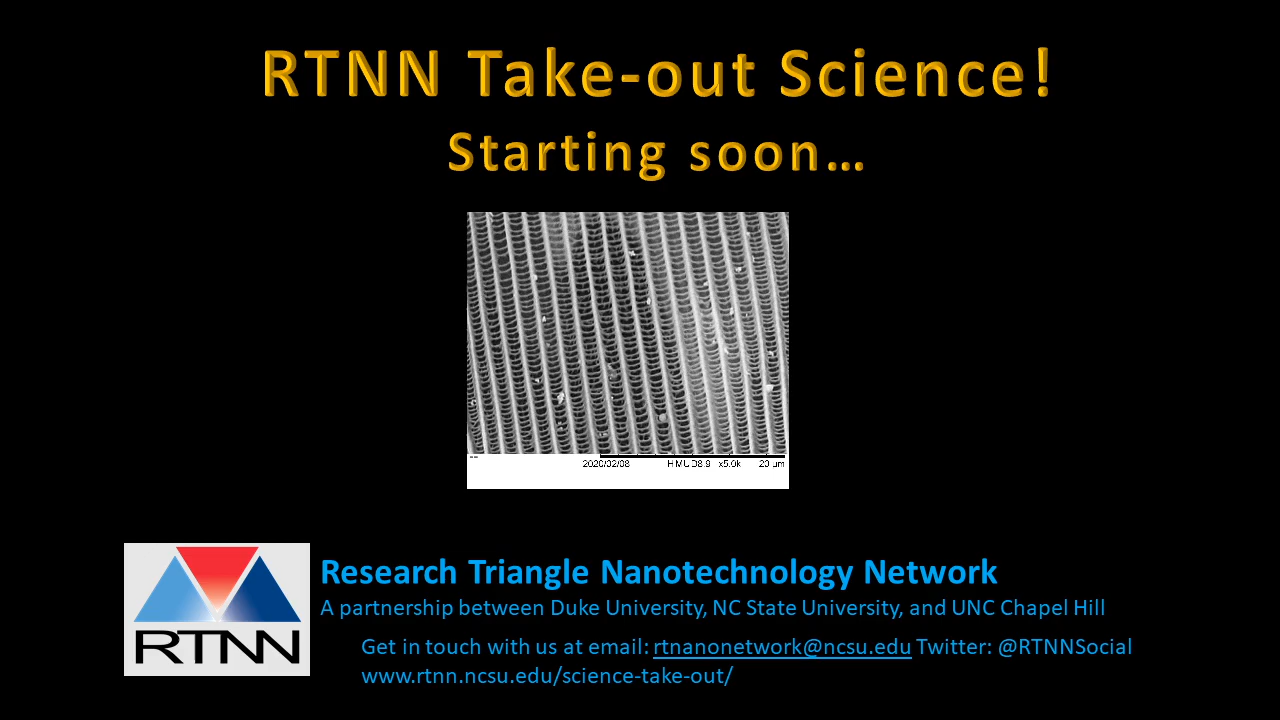 RTNN Take-out Science!
Starting soon…
2020/02/08 HMUD8.9 x5.0k 20 um
RTNN
Research Triangle Nanotechnology Network
A partnership between Duke University, NC State University, and UNC Chapel Hill
Get in touch with us at email: rtnanonetwork@ncsu.edu Twitter: @RTNNSocial
www.rtnn.ncsu.edu/science-take-out/